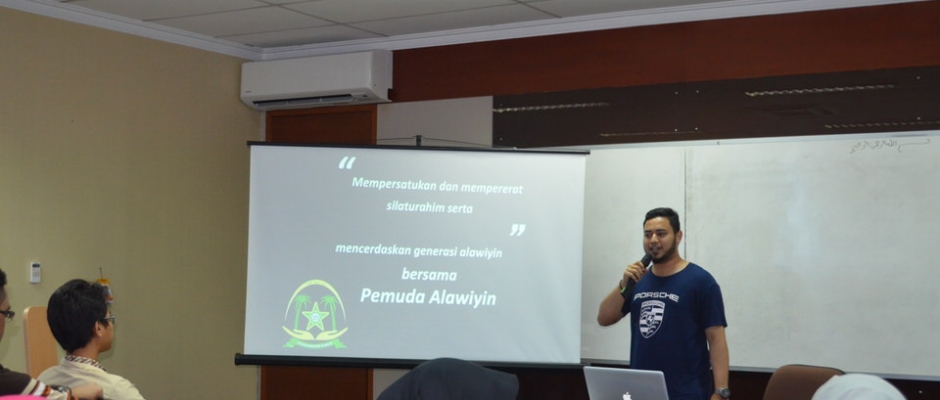 “
Mempersatukan dan mempererat
silaturahim serta
”
mencerdaskan generasi alawiyin
bersama
Pemuda Alawiyin
PORSCHE